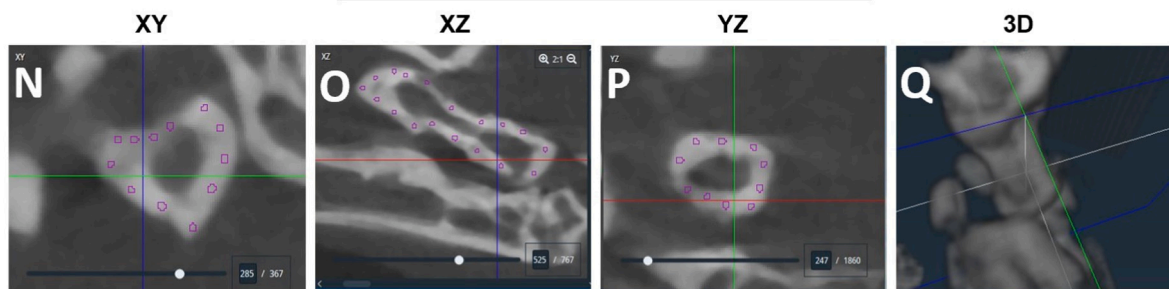 XY XZ YZ 3D
N O P Q
XY XZ YZ
2:1
285 / 367 525 / 767 247 / 1860